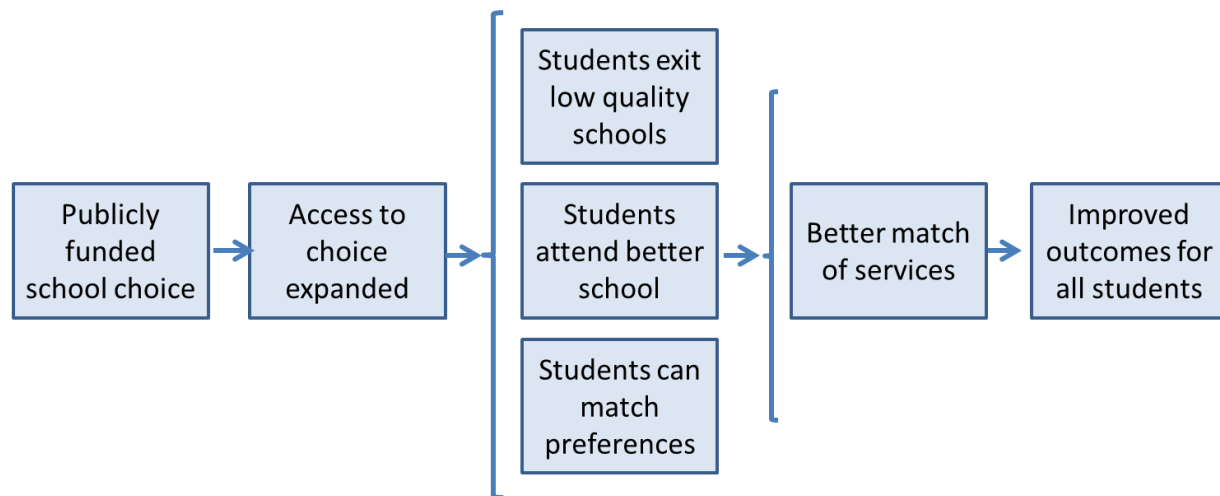 Publicly
funded
school choice
Access to
choice
expanded
Students exit
low quality
schools
Students
attend better
school
Students can
match
preferences
Better match
of services
Improved
outcomes for
all students